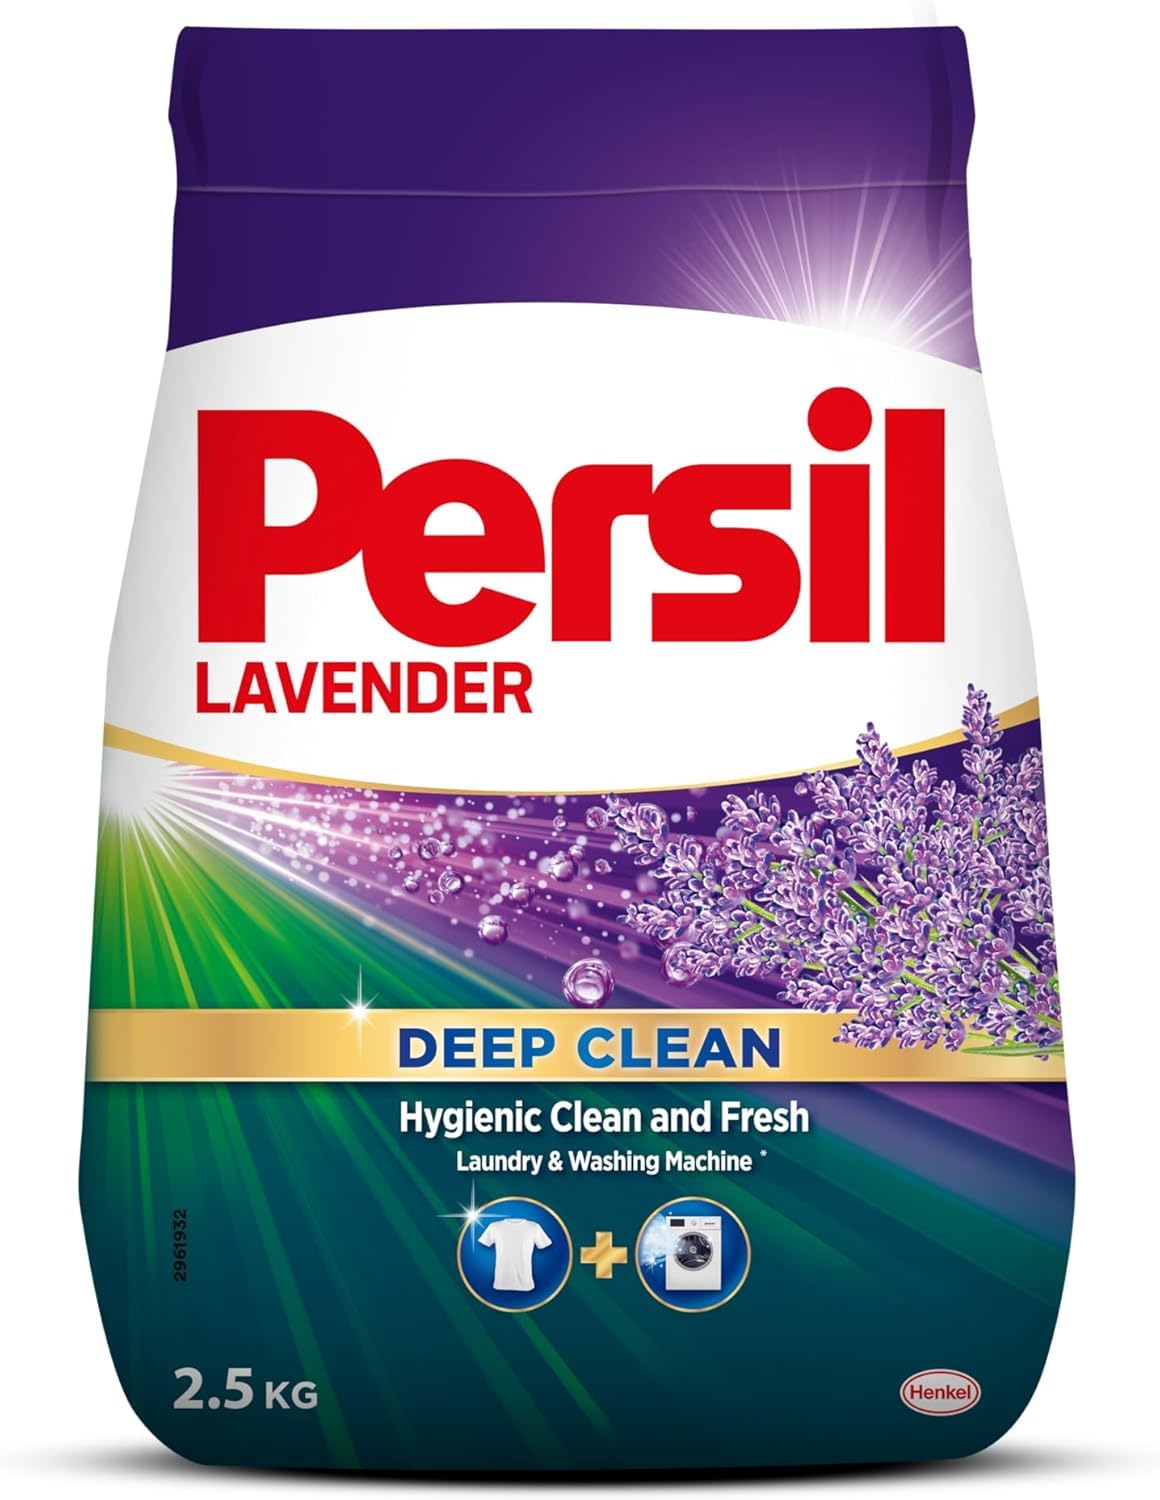 Persil
LAVENDER
DEEP CLEAN
Hygienic Clean and Fresh
Laundry & Washing Machine *
2961932
2.5 KG
Henkel